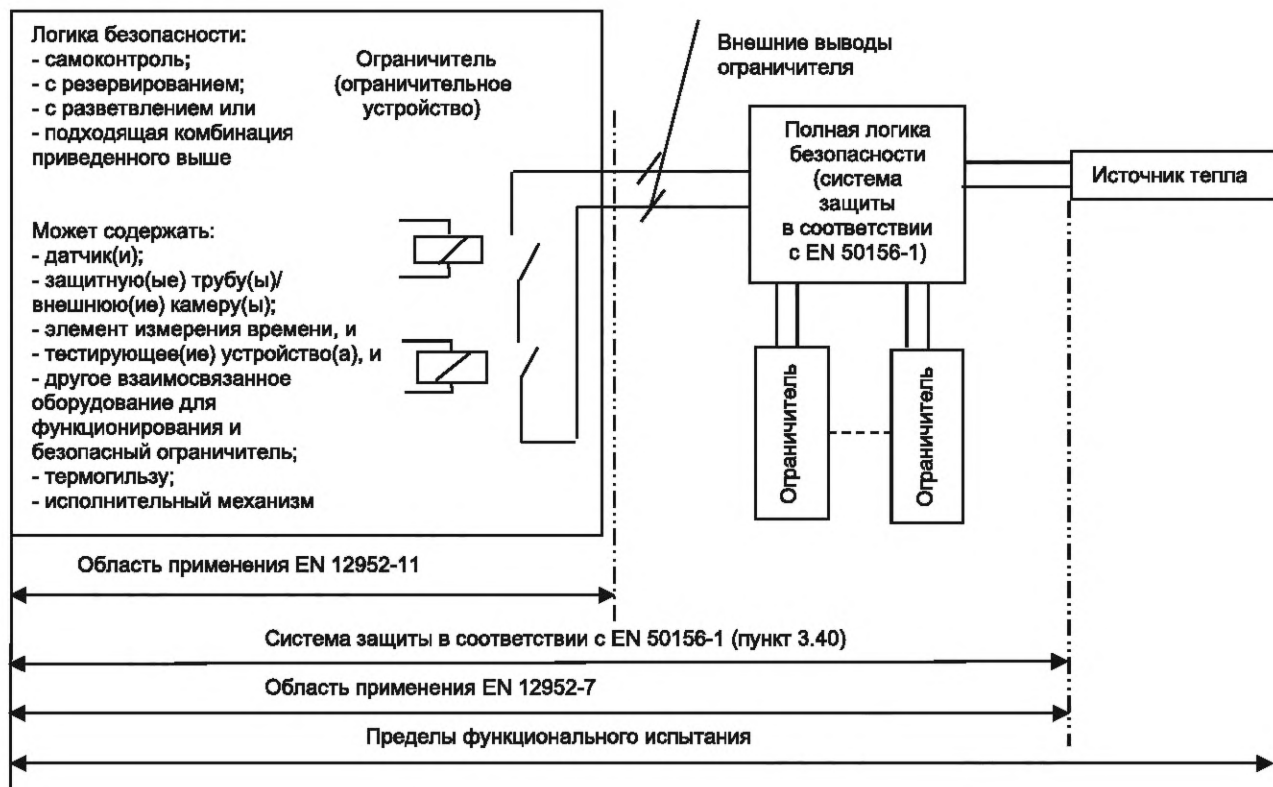 Логика безопасности:
- самоконтроль;
- с резервированием;
- с разветвлением или
- подходящая комбинация
приведенного выше
Ограничитель
(ограничительное
устройство)
Может содержать:
- датчик(и);
- защитную(ые) трубу(ы)/
внешнюю(ие) камеру(ы);
- элемент измерения времени, и
- тестирующее(ие) устройство(а), и
- другое взаимосвязанное
оборудование для
функционирования и
безопасный ограничитель;
- термогильзу;
- исполнительный механизм
Внешние выводы
ограничителя
Полная логика
безопасности
(система
защиты
в соответствии
с EN 50156-1)
Источник тепла
Ограничитель
Ограничитель
Область применения EN 12952-11
Система защиты в соответствии с EN 50156-1 (пункт 3.40)
Область применения EN 12952-7
Пределы функционального испытания